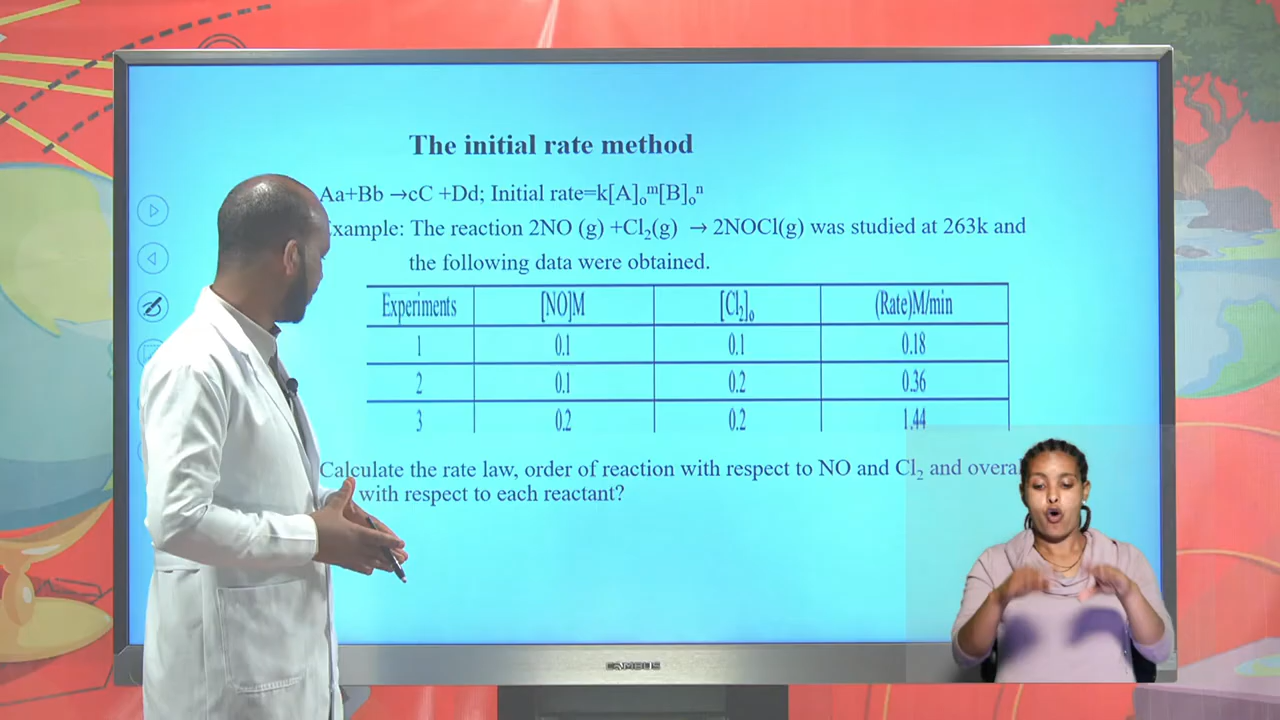 The initial rate method
Aa+Bb →cC +Dd; Initial rate=k[A]ₒᵐ[B]ₒⁿ
xample: The reaction 2NO (g) +Cl₂(g) → 2NOCl(g) was studied at 263k and
the following data were obtained.
Experiments [NO]M [Cl₂]ₒ (Rate)M/min
1 0.1 0.1 0.18
2 0.1 0.2 0.36
3 0.2 0.2 1.44
Calculate the rate law, order of reaction with respect to NO and Cl₂ and overa
with respect to each reactant?